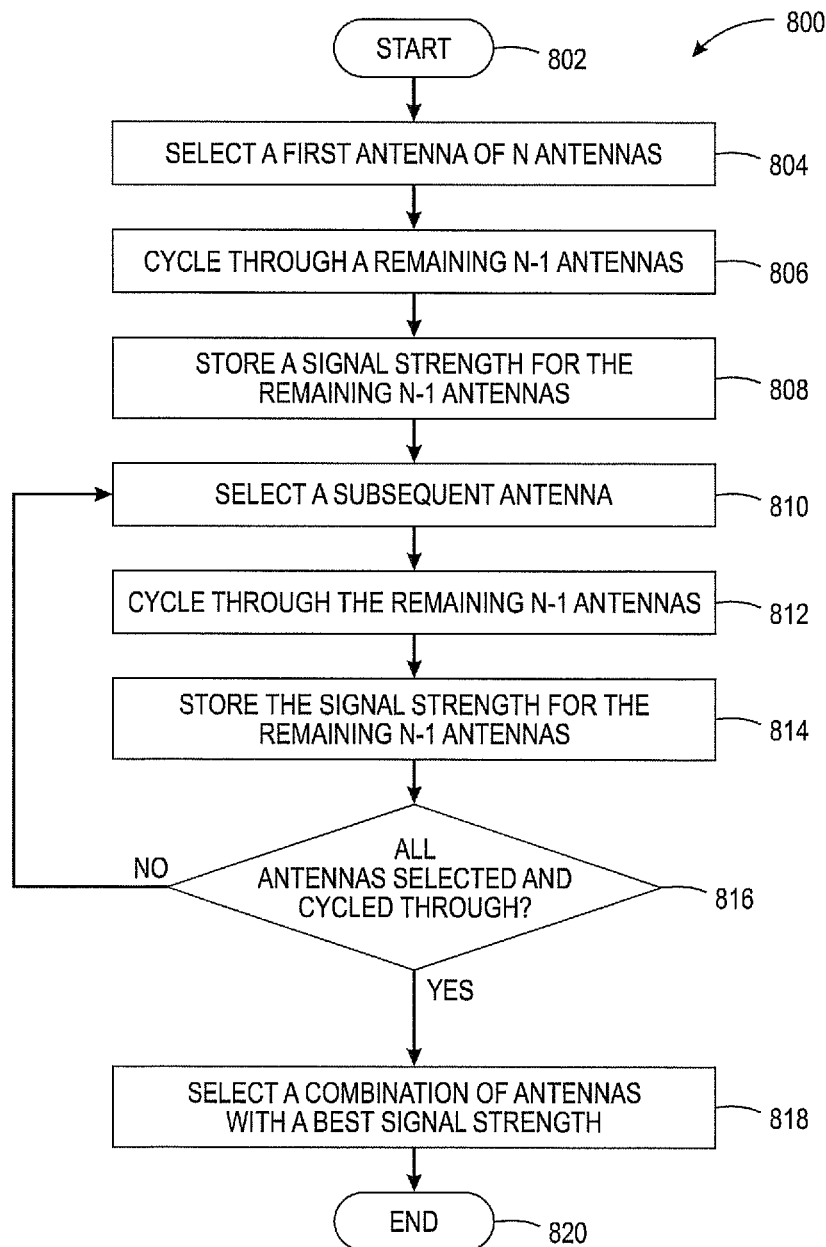 800
START
802
SELECT A FIRST ANTENNA OF N ANTENNAS
804
CYCLE THROUGH A REMAINING N-1 ANTENNAS
806
STORE A SIGNAL STRENGTH FOR THE
REMAINING N-1 ANTENNAS
808
SELECT A SUBSEQUENT ANTENNA
810
CYCLE THROUGH THE REMAINING N-1 ANTENNAS
812
STORE THE SIGNAL STRENGTH FOR THE
REMAINING N-1 ANTENNAS
814
ALL
ANTENNAS SELECTED AND
CYCLED THROUGH?
816
NO
YES
SELECT A COMBINATION OF ANTENNAS
WITH A BEST SIGNAL STRENGTH
818
END
820